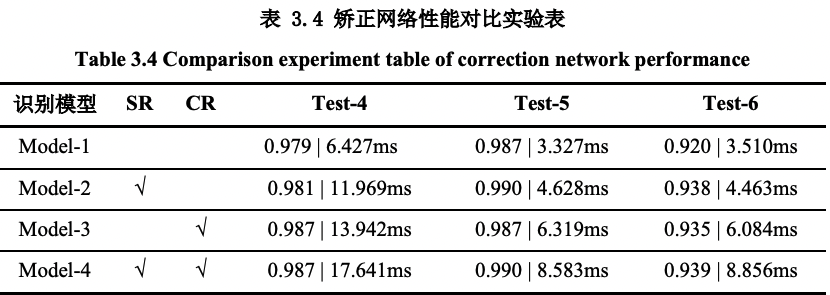 表 3.4 矫正网络性能对比实验表
Table 3.4 Comparison experiment table of correction network performance
识别模型 SR CR Test-4 Test-5 Test-6
Model-1 0.979 | 6.427ms 0.987 | 3.327ms 0.920 | 3.510ms
Model-2 √ 0.981 | 11.969ms 0.990 | 4.628ms 0.938 | 4.463ms
Model-3 √ 0.987 | 13.942ms 0.987 | 6.319ms 0.935 | 6.084ms
Model-4 √ √ 0.987 | 17.641ms 0.990 | 8.583ms 0.939 | 8.856ms